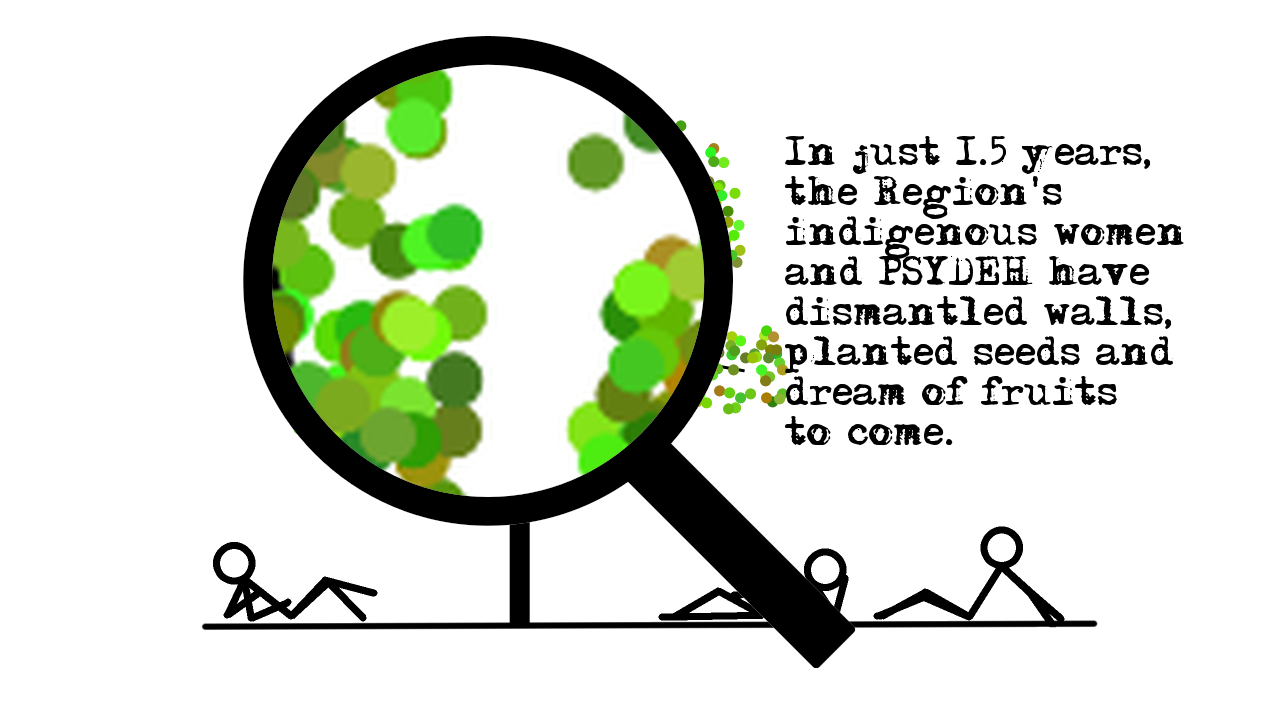 In just 1.5 years,
the Region's
indigenous women
and PSYDEH have
dismantled walls,
planted seeds and
dream of fruits
to come.